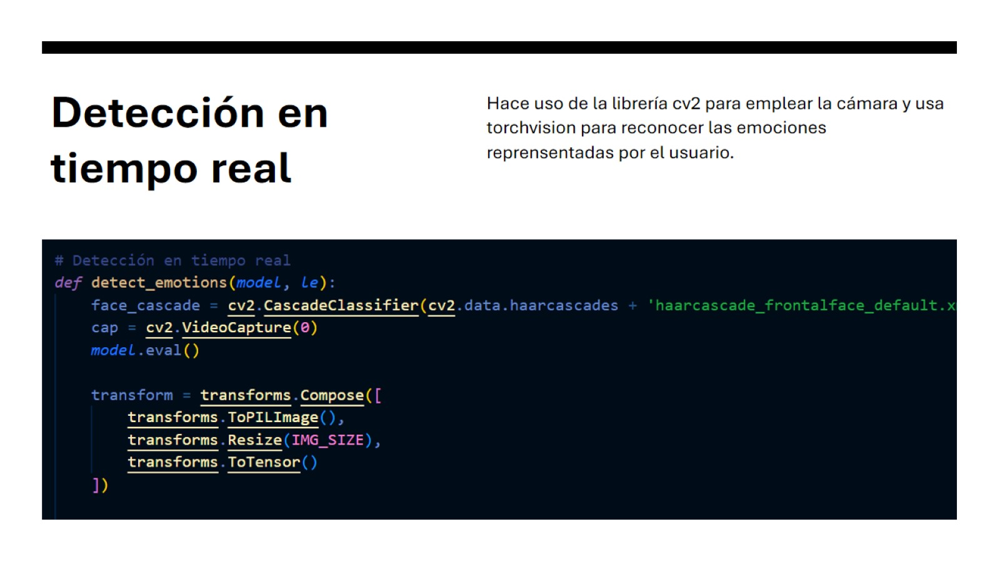 Detección en
tiempo real
Hace uso de la librería cv2 para emplear la cámara y usa
torchvision para reconocer las emociones
reprensentadas por el usuario.
# Detección en tiempo real
def detect_emotions(model, le):
    face_cascade = cv2.CascadeClassifier(cv2.data.haarcascades + 'haarcascade_frontalface_default.x
    cap = cv2.VideoCapture(0)
    model.eval()
    transform = transforms.Compose([
        transforms.ToPILImage(),
        transforms.Resize(IMG_SIZE),
        transforms.ToTensor()
    ])